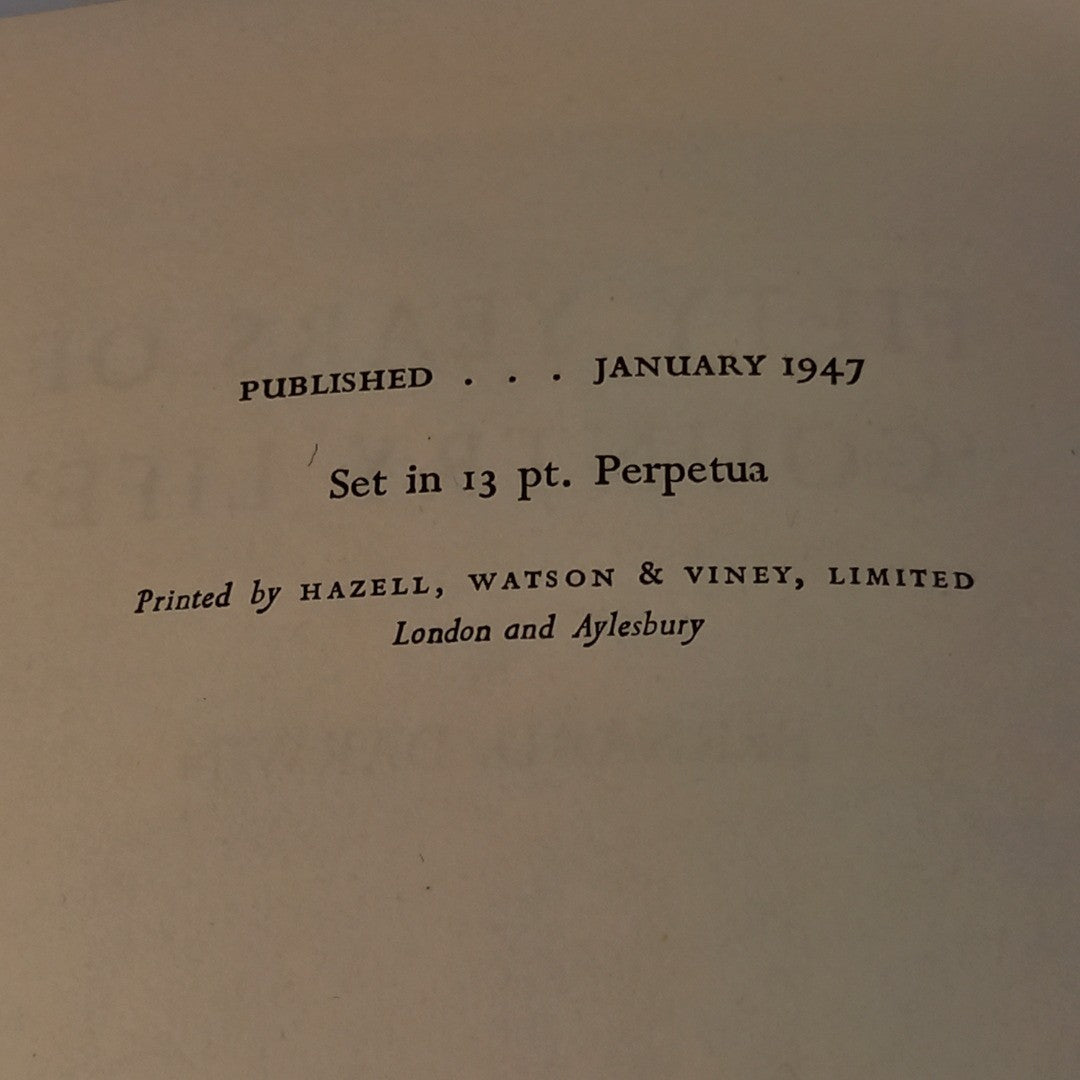 PUBLISHED . . . JANUARY 1947
Set in 13 pt. Perpetua
Printed by HAZELL, WATSON & VINEY, LIMITED
London and Aylesbury